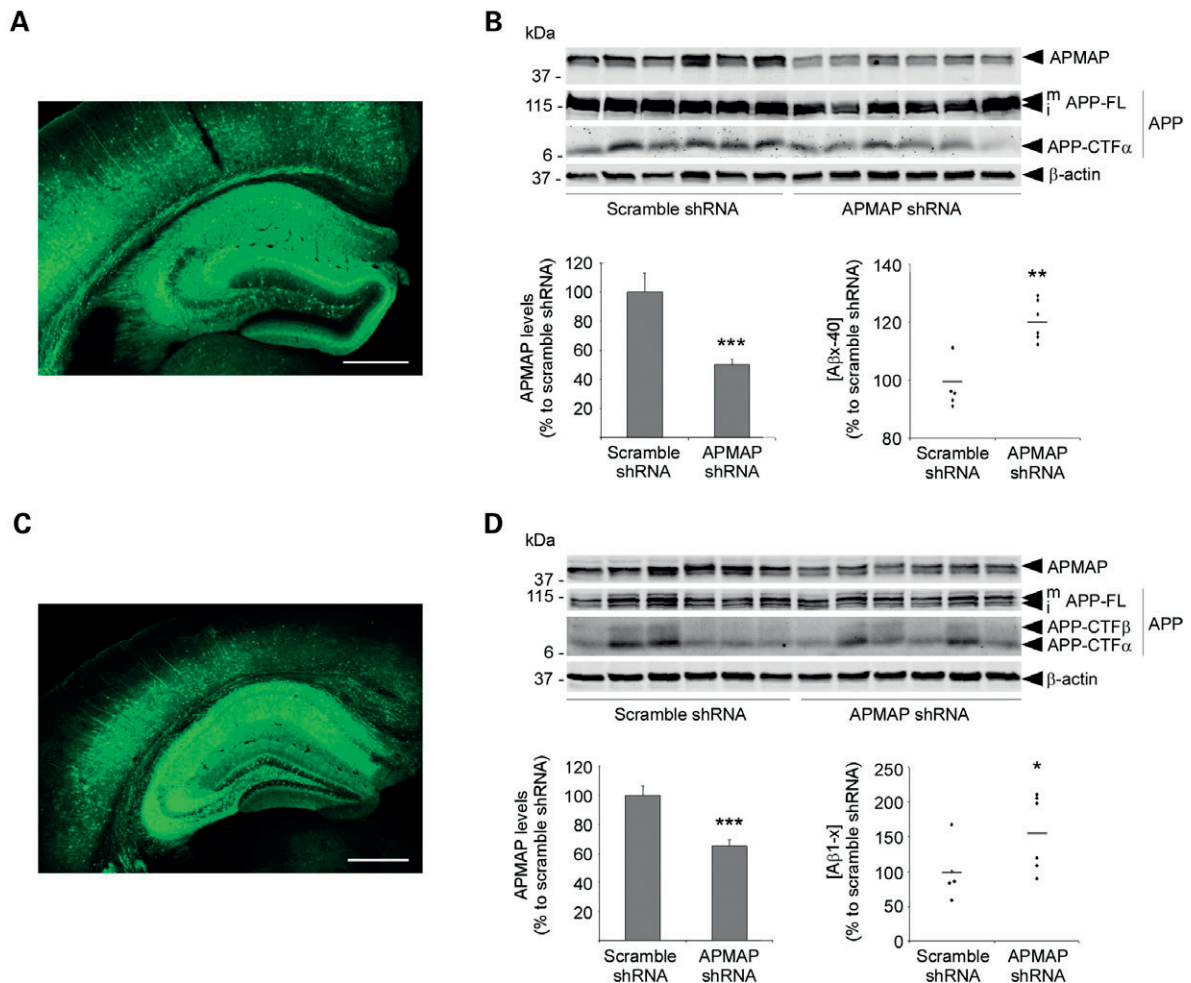 A
B
kDa
37 -
115 -
6 -
37 -
APMAP
m
i
APP-FL
APP-CTFα
APP
β-actin
Scramble shRNA
APMAP shRNA
APMAP levels
(% to scramble shRNA)
120
100
80
60
40
20
***
Scramble
shRNA
APMAP
shRNA
[Aβx-40]
(% to scramble shRNA)
140
120
100
80
**
Scramble
shRNA
APMAP
shRNA
C
D
kDa
37 -
115 -
6 -
37 -
APMAP
m
i
APP-FL
APP-CTFβ
APP-CTFα
APP
β-actin
Scramble shRNA
APMAP shRNA
APMAP levels
(% to scramble shRNA)
120
100
80
60
40
20
***
Scramble
shRNA
APMAP
shRNA
[Aβ1-x]
(% to scramble shRNA)
250
200
150
100
50
0
*
Scramble
shRNA
APMAP
shRNA